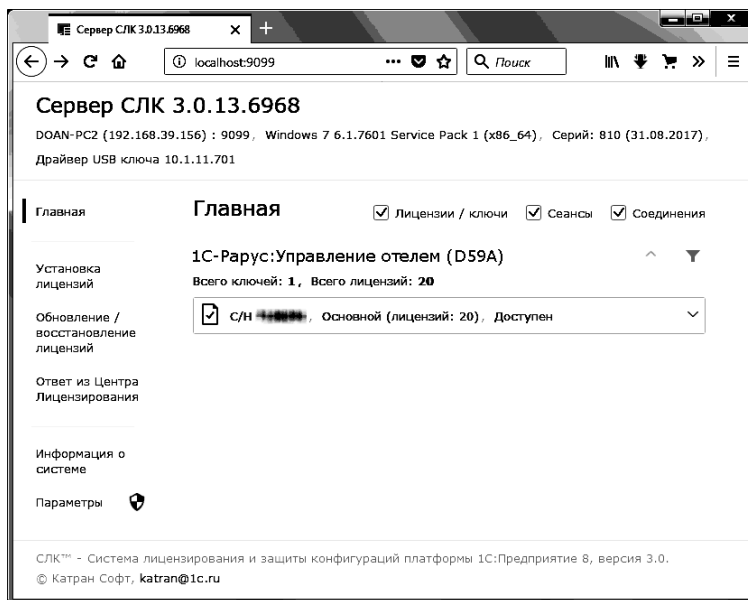 Сервер СЛК 3.0.13.6968
localhost:9099
Поиск
Сервер СЛК 3.0.13.6968
DOAN-PC2 (192.168.39.156) : 9099, Windows 7 6.1.7601 Service Pack 1 (x86_64), Серий: 810 (31.08.2017),
Драйвер USB ключа 10.1.11.701
Главная
Установка
лицензий
Обновление /
восстановление
лицензий
Ответ из Центра
Лицензирования
Информация о
системе
Параметры
Главная
Лицензии / ключи
Сеансы
Соединения
1С-Рарус:Управление отелем (D59A)
Всего ключей: 1, Всего лицензий: 20
С/Н , Основной (лицензий: 20), Доступен
СЛК™ - Система лицензирования и защиты конфигураций платформы 1С:Предприятие 8, версия 3.0.
© Катран Софт, katran@1c.ru